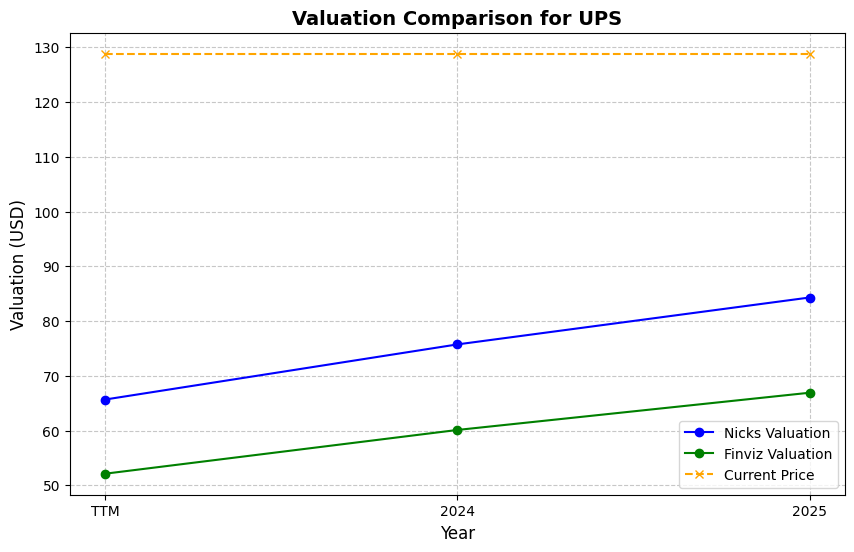 Valuation Comparison for UPS
Valuation (USD)
130
120
110
100
90
80
70
60
50
TTM
2024
2025
Year
Nicks Valuation
Finviz Valuation
Current Price